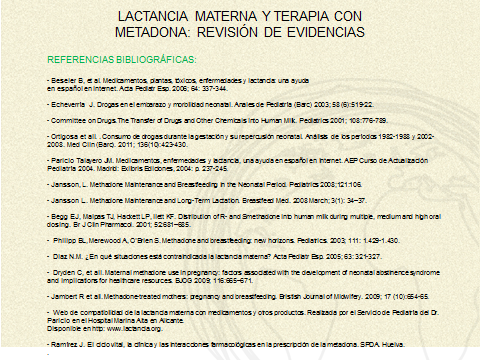 LACTANCIA MATERNA Y TERAPIA CON
METADONA: REVISIÓN DE EVIDENCIAS
REFERENCIAS BIBLIOGRÁFICAS:
- Beseler B, et al. Medicamentos, plantas, tóxicos, enfermedades y lactancia: una ayuda
en español en internet. Acta Pediatr Esp. 2006; 64: 337-344.
- Echeverría J. Drogas en el embarazo y morbilidad neonatal. Anales de Pediatría (Barc) 2003; 58(6):519-22.
- Committee on Drugs. The Transfer of Drugs and Other Chemicals Into Human Milk. Pediatrics 2001; 108:776-789.
- Ortigosa et all. . Consumo de drogas durante la gestación y su repercusión neonatal. Análisis de los periodos 1982-1988 y 2002-
2008. Med Clin (Barc). 2011; 136(10):423-430.
- Paricio Talayero JM. Medicamentos, enfermedades y lactancia, una ayuda en español en internet. AEP Curso de Actualización
Pediatría 2004. Madrid: Exlibris Ediciones, 2004: p. 237-245.
- Jansson, L. Methadone Maintenance and Breastfeeding in the Neonatal Period. Pediatrics 2008; 121;106.
- Jansson L. Methadone Maintenance and Long-Term Lactation. Breastfeed Med. 2008 March; 3(1): 34–37.
- Begg EJ, Malpas TJ, Hackett LP, Ilett KF. Distribution of R- and S-methadone into human milk during multiple, medium and high oral
dosing. Br J Clin Pharmacol. 2001; 52:681–685.
- Philipp BL, Merewood A, O'Brien S. Methadone and breastfeeding: new horizons. Pediatrics. 2003; 111: 1.429-1.430.
- Díaz N.M. ¿En qué situaciones está contraindicada la lactancia materna? Acta Pediatr Esp. 2005; 63: 321-327.
- Dryden C, et all. Maternal methadone use in pregnancy: factors associated with the development of neonatal abstinence syndrome
and implications for healthcare resources. BJOG 2009; 116:665–671.
- Jambert R et all. Methadone-treated mothers: pregnancy and breastfeeding. Bristish Journal of Midwifery. 2009; 17 (10):654-65.
- Web de compatibilidad de la lactancia materna con medicamentos y otros productos. Realizada por el Servicio de Pediatría del Dr.
Paricio en el Hospital Marina Alta en Alicante.
Disponible en http: www.lactancia.org.
- Ramírez J. El ciclo vital, la clínica y las interacciones farmacológicas en la prescripción de la metadona. SPDA. Huelva.